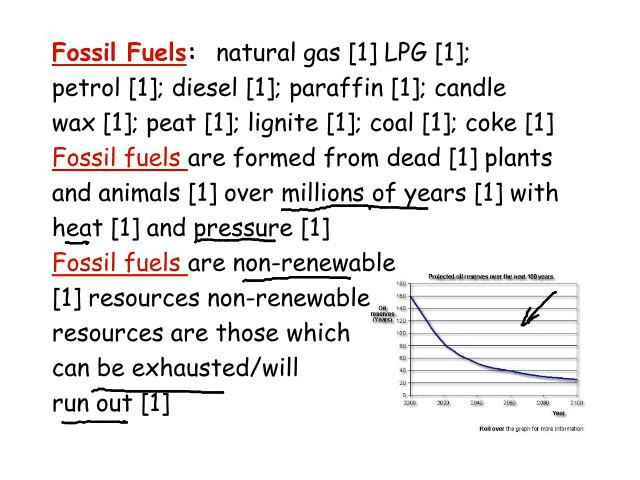 Fossil Fuels: natural gas [1] LPG [1];
petrol [1]; diesel [1]; paraffin [1]; candle
wax [1]; peat [1]; lignite [1]; coal [1]; coke [1]
Fossil fuels are formed from dead [1] plants
and animals [1] over millions of years [1] with
heat [1] and pressure [1]
Fossil fuels are non-renewable
[1] resources non-renewable
resources are those which
can be exhausted/will
run out [1]
Projected oil reserves over the next 100 years
Oil
reserves
(Years)
180
160
140
120
100
80
60
40
20
0
2000 2020 2040 2060 2080 2100
Year
Roll over the graph for more information